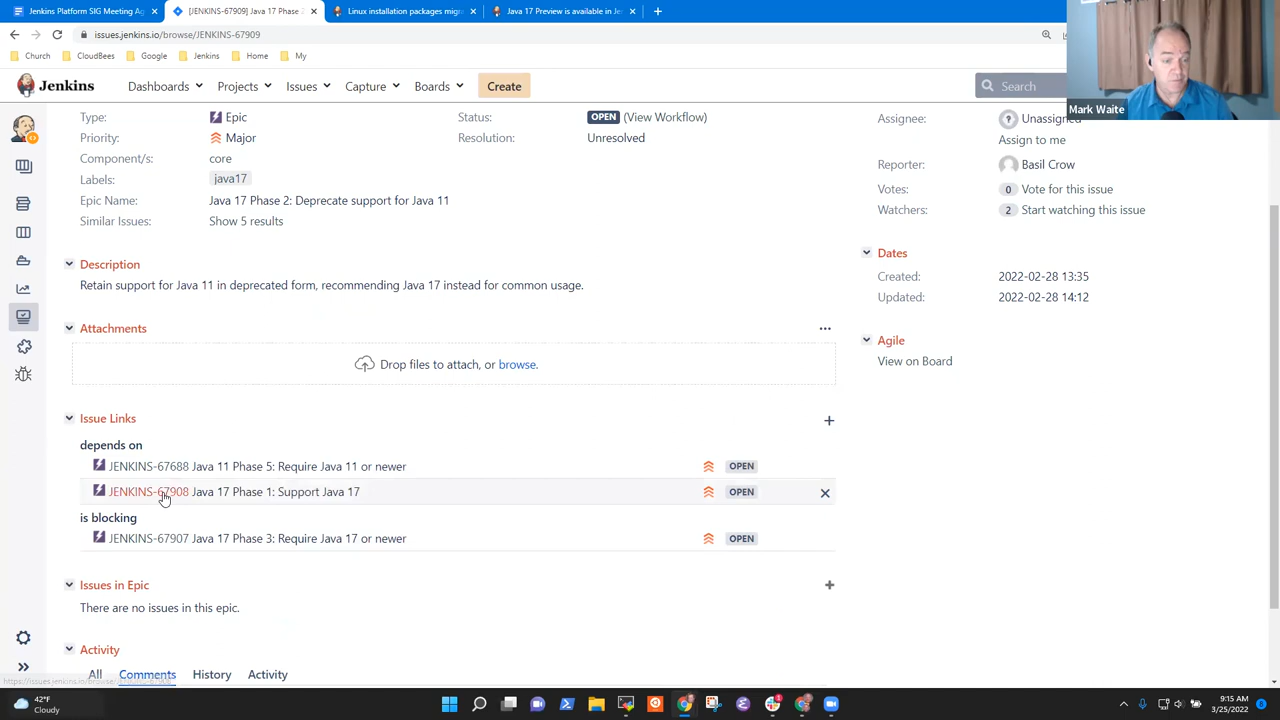 Jenkins Platform SIG Meeting Ag
[JENKINS-67909] Java 17 Phase 2
Linux installation packages migr
Java 17 Preview is available in Jen
issues.jenkins.io/browse/JENKINS-67909
Church
CloudBees
Google
Jenkins
Home
My
Jenkins
Dashboards
Projects
Issues
Capture
Boards
Create
Search
Mark Waite
Type:
Epic
Status:
OPEN (View Workflow)
Assignee:
Unassigned
Priority:
Major
Resolution:
Unresolved
Assign to me
Component/s:
core
Reporter:
Basil Crow
Labels:
java17
Votes:
0 Vote for this issue
Epic Name:
Java 17 Phase 2: Deprecate support for Java 11
Watchers:
2 Start watching this issue
Similar Issues:
Show 5 results
Description
Retain support for Java 11 in deprecated form, recommending Java 17 instead for common usage.
Dates
Created:
2022-02-28 13:35
Updated:
2022-02-28 14:12
Attachments
Agile
View on Board
Drop files to attach, or browse.
Issue Links
depends on
JENKINS-67688 Java 11 Phase 5: Require Java 11 or newer
OPEN
JENKINS-67908 Java 17 Phase 1: Support Java 17
OPEN
is blocking
JENKINS-67907 Java 17 Phase 3: Require Java 17 or newer
OPEN
Issues in Epic
There are no issues in this epic.
Activity
All
Comments
History
Activity
42°F
Cloudy
9:15 AM
3/25/2022